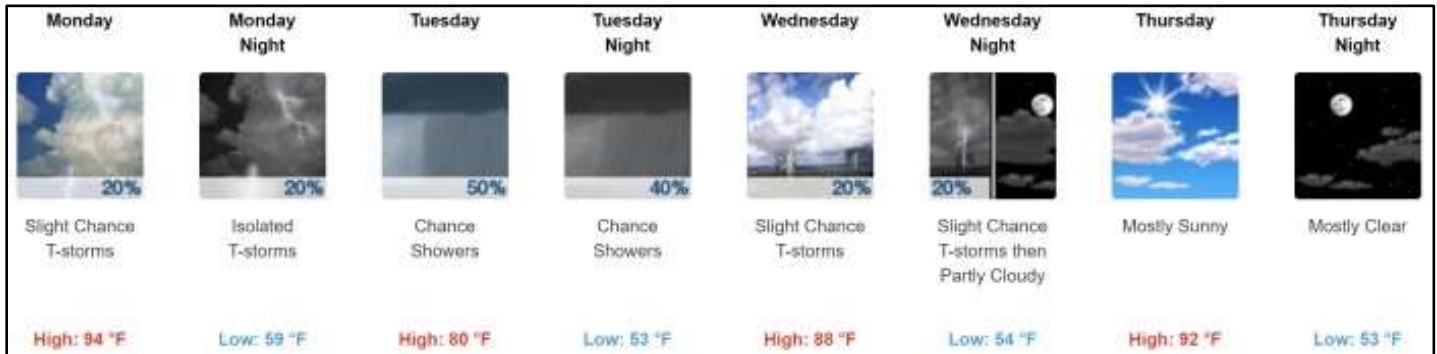 Monday
Monday
Night
Tuesday
Tuesday
Night
Wednesday
Wednesday
Night
Thursday
Thursday
Night
20%
20%
50%
40%
20%
20%
Slight Chance
T-storms
Isolated
T-storms
Chance
Showers
Chance
Showers
Slight Chance
T-storms
Slight Chance
T-storms then
Partly Cloudy
Mostly Sunny
Mostly Clear
High: 94 °F
Low: 59 °F
High: 80 °F
Low: 53 °F
High: 88 °F
Low: 54 °F
High: 92 °F
Low: 53 °F